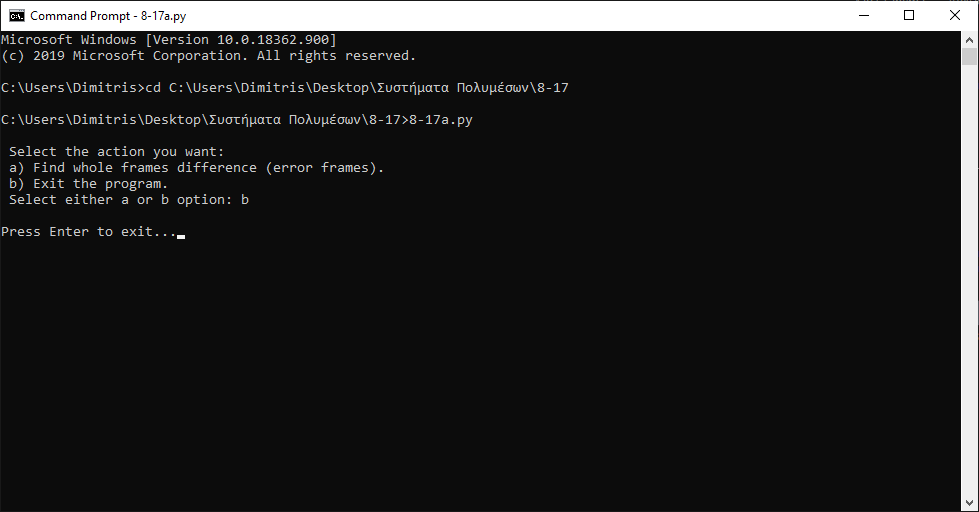 Command Prompt - 8-17a.py
Microsoft Windows [Version 10.0.18362.900]
(c) 2019 Microsoft Corporation. All rights reserved.
C:\Users\Dimitris>cd C:\Users\Dimitris\Desktop\Συστήματα Πολυμέσων\8-17
C:\Users\Dimitris\Desktop\Συστήματα Πολυμέσων\8-17>8-17a.py
Select the action you want:
a) Find whole frames difference (error frames).
b) Exit the program.
Select either a or b option: b
Press Enter to exit...